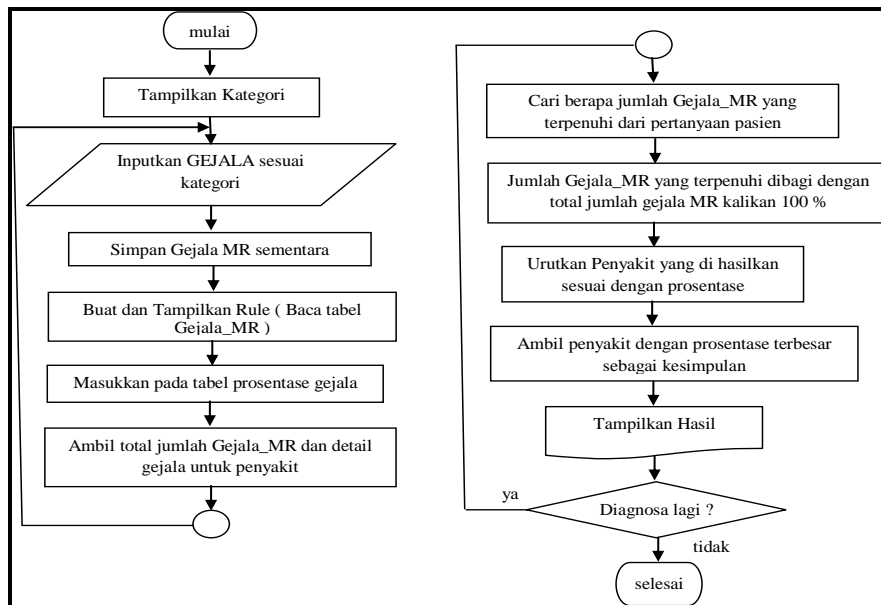 mulai
Tampilkan Kategori
Inputkan GEJALA sesuai
kategori
Simpan Gejala MR sementara
Buat dan Tampilkan Rule ( Baca tabel
Gejala_MR )
Masukkan pada tabel prosentase gejala
Ambil total jumlah Gejala_MR dan detail
gejala untuk penyakit
Cari berapa jumlah Gejala_MR yang
terpenuhi dari pertanyaan pasien
Jumlah Gejala_MR yang terpenuhi dibagi dengan
total jumlah gejala MR kalikan 100 %
Urutkan Penyakit yang di hasilkan
sesuai dengan prosentase
Ambil penyakit dengan prosentase terbesar
sebagai kesimpulan
Tampilkan Hasil
ya
Diagnosa lagi ?
tidak
selesai